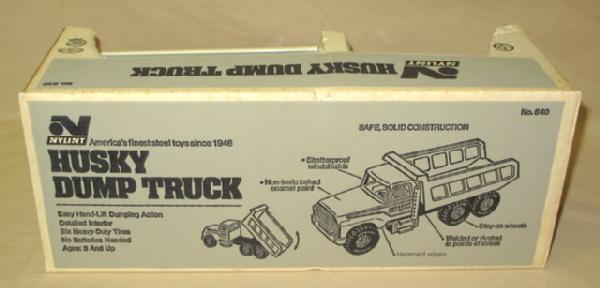 HUSKY DUMP TRUCK
NYLINT
No. 640
No. 640
NYLINT
America's finest steel toys since 1946
HUSKY
DUMP TRUCK
Easy Hand-Lift Dumping Action
Detailed Interior
Six Heavy-Duty Tires
No Batteries Needed
Ages: 3 And Up
SAFE, SOLID CONSTRUCTION
• Shatterproof
windshields
• Non-toxic baked
enamel paint
• Stay-on wheels
• Welded or riveted
at points of stress
• Hemmed edges